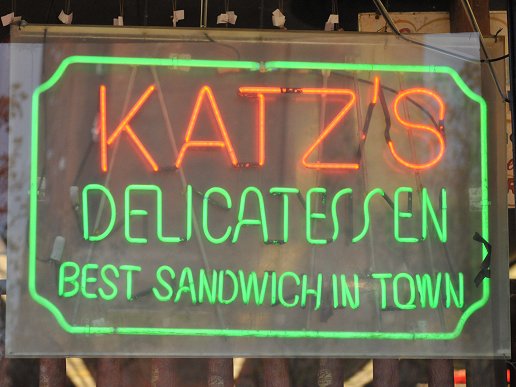 KATZ'S
DELICATESSEN
BEST SANDWICH IN TOWN